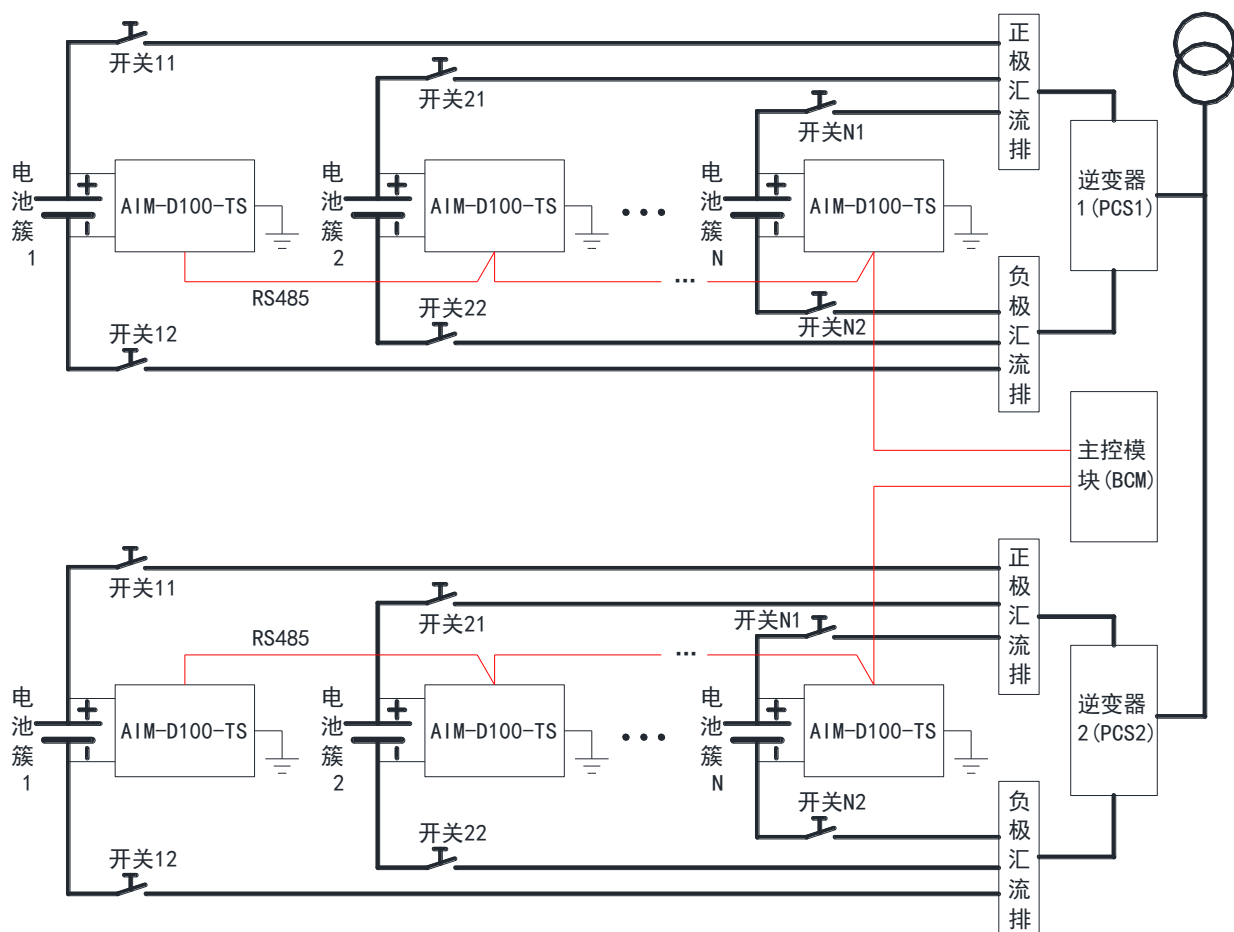 开关11
开关21
开关N1
正极汇流排
电池簇1
AIM-D100-TS
电池簇2
AIM-D100-TS
...
电池簇N
AIM-D100-TS
逆变器
1(PCS1)
RS485
...
开关12
开关22
开关N2
负极汇流排
主控模
块(BCM)
开关11
开关21
开关N1
正极汇流排
RS485
...
电池簇1
AIM-D100-TS
电池簇2
AIM-D100-TS
...
电池簇N
AIM-D100-TS
逆变器
2(PCS2)
开关12
开关22
开关N2
负极汇流排